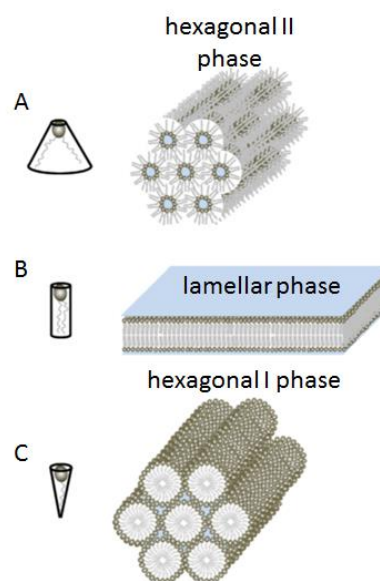 hexagonal II
phase
A
B
lamellar phase
hexagonal I phase
C